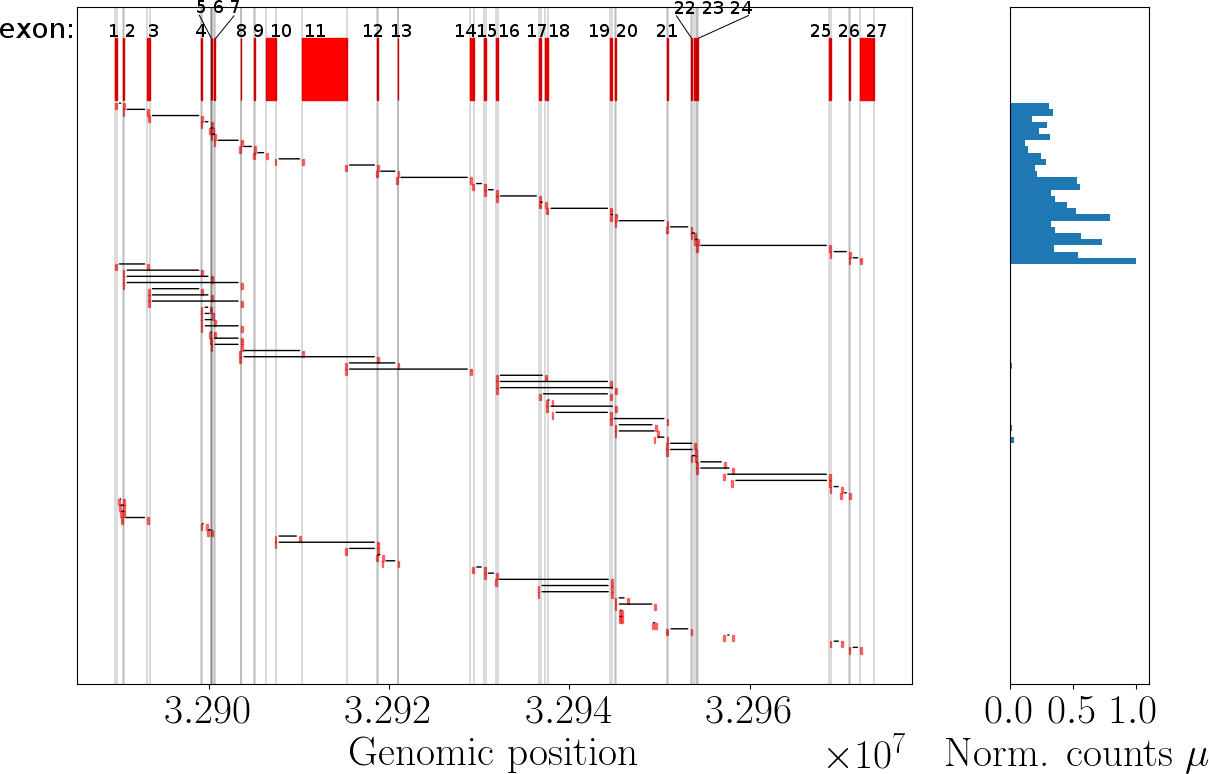 5 6 7 22 23 24
exon: 1 2 3 4 8 9 10 11 12 13 14 15 16 17 18 19 20 21 25 26 27
3.290 3.292 3.294 3.296 0.0 0.5 1.0
Genomic position ×10⁷ Norm. counts μ